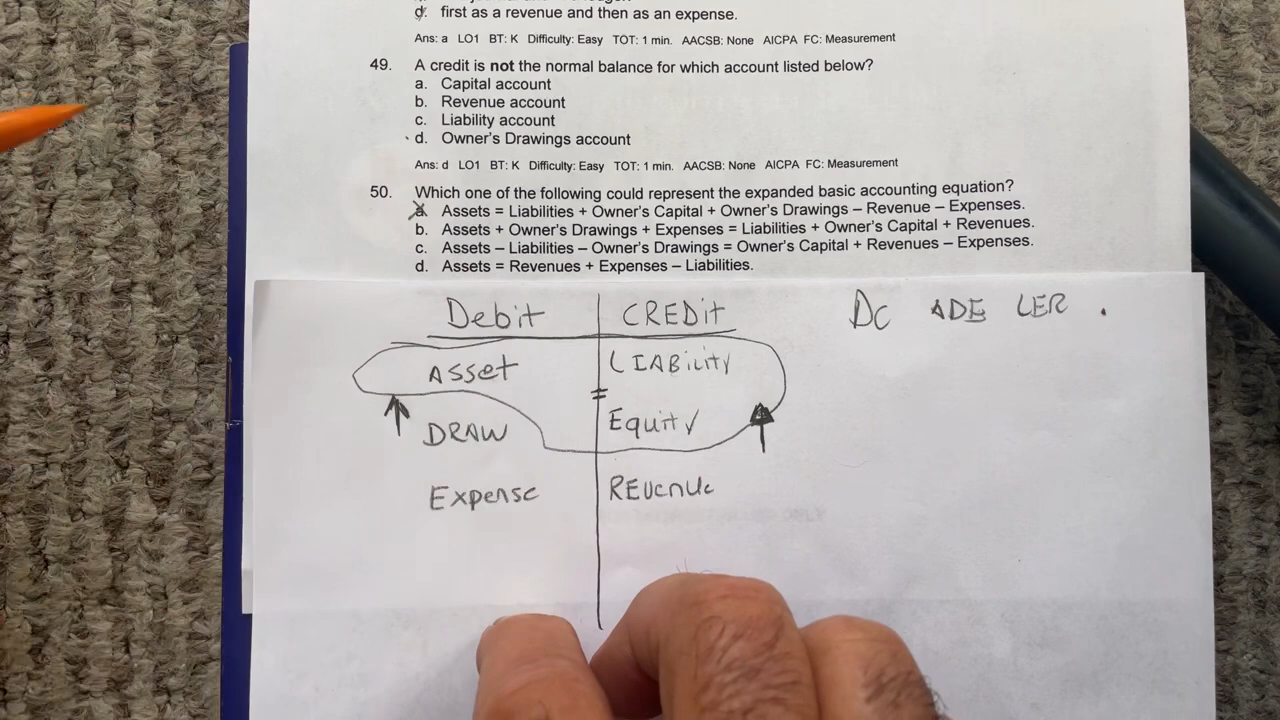 d. first as a revenue and then as an expense.
Ans: a LO1 BT: K Difficulty: Easy TOT: 1 min. AACSB: None AICPA FC: Measurement
49. A credit is not the normal balance for which account listed below?
a. Capital account
b. Revenue account
c. Liability account
d. Owner's Drawings account
Ans: d LO1 BT: K Difficulty: Easy TOT: 1 min. AACSB: None AICPA FC: Measurement
50. Which one of the following could represent the expanded basic accounting equation?
a. Assets = Liabilities + Owner's Capital + Owner's Drawings – Revenue – Expenses.
b. Assets + Owner's Drawings + Expenses = Liabilities + Owner's Capital + Revenues.
c. Assets – Liabilities – Owner's Drawings = Owner's Capital + Revenues – Expenses.
d. Assets = Revenues + Expenses – Liabilities.
Debit CREDit Dc ADE LER .
Asset LIABiLity
=
DRAW Equity
Expense REvenue